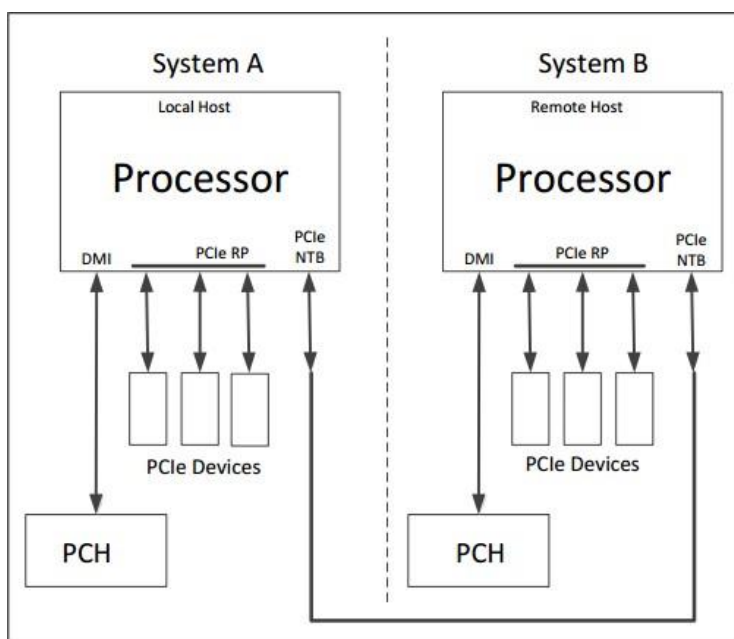 System A
Local Host
Processor
DMI
PCIe RP
PCIe
NTB
PCIe Devices
PCH
System B
Remote Host
Processor
DMI
PCIe RP
PCIe
NTB
PCIe Devices
PCH